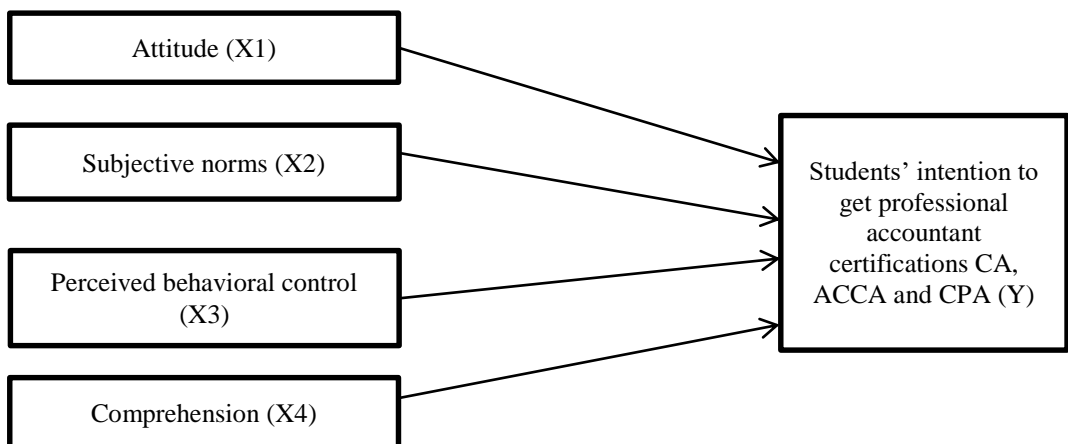 Attitude (X1)
Subjective norms (X2)
Perceived behavioral control
(X3)
Comprehension (X4)
Students’ intention to
get professional
accountant
certifications CA,
ACCA and CPA (Y)